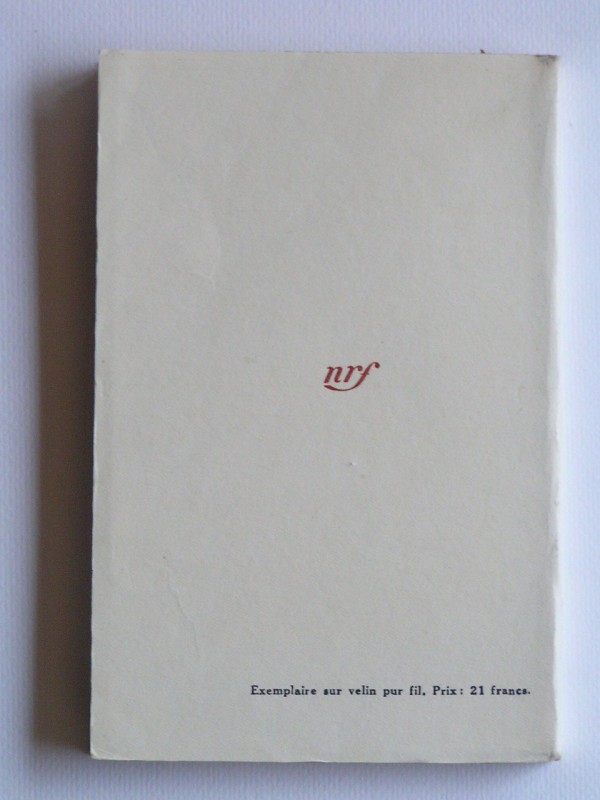 nrf
Exemplaire sur velin pur fil. Prix: 21 francs.